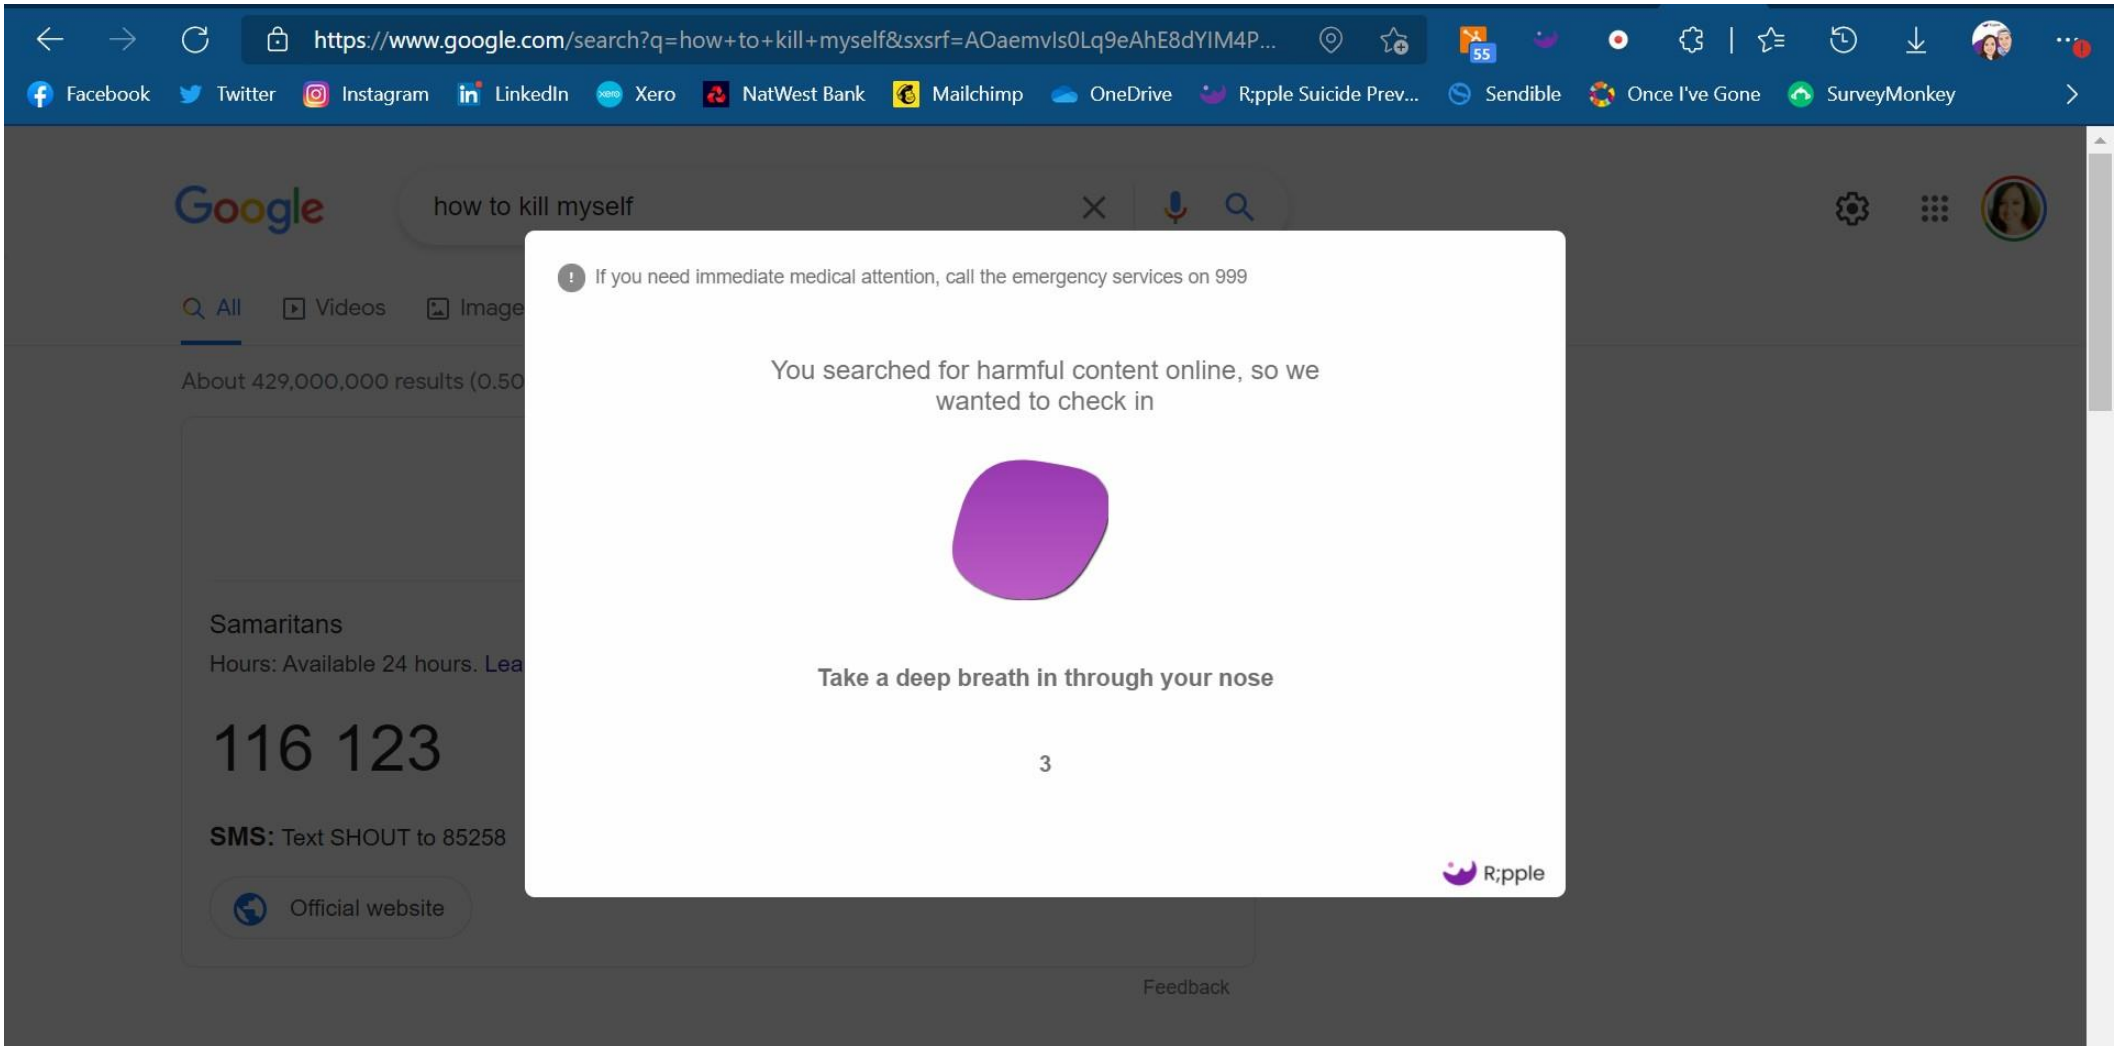 https://www.google.com/search?q=how+to+kill+myself&sxsrf=AOaemvIs0Lq9eAhE8dYIM4P...
55
Facebook Twitter Instagram LinkedIn Xero NatWest Bank Mailchimp OneDrive R;pple Suicide Prev... Sendible Once I've Gone SurveyMonkey
Google how to kill myself
If you need immediate medical attention, call the emergency services on 999
All Videos Image
You searched for harmful content online, so we
wanted to check in
About 429,000,000 results (0.50
Samaritans
Hours: Available 24 hours. Lea
Take a deep breath in through your nose
116 123
3
SMS: Text SHOUT to 85258
R;pple
Official website
Feedback